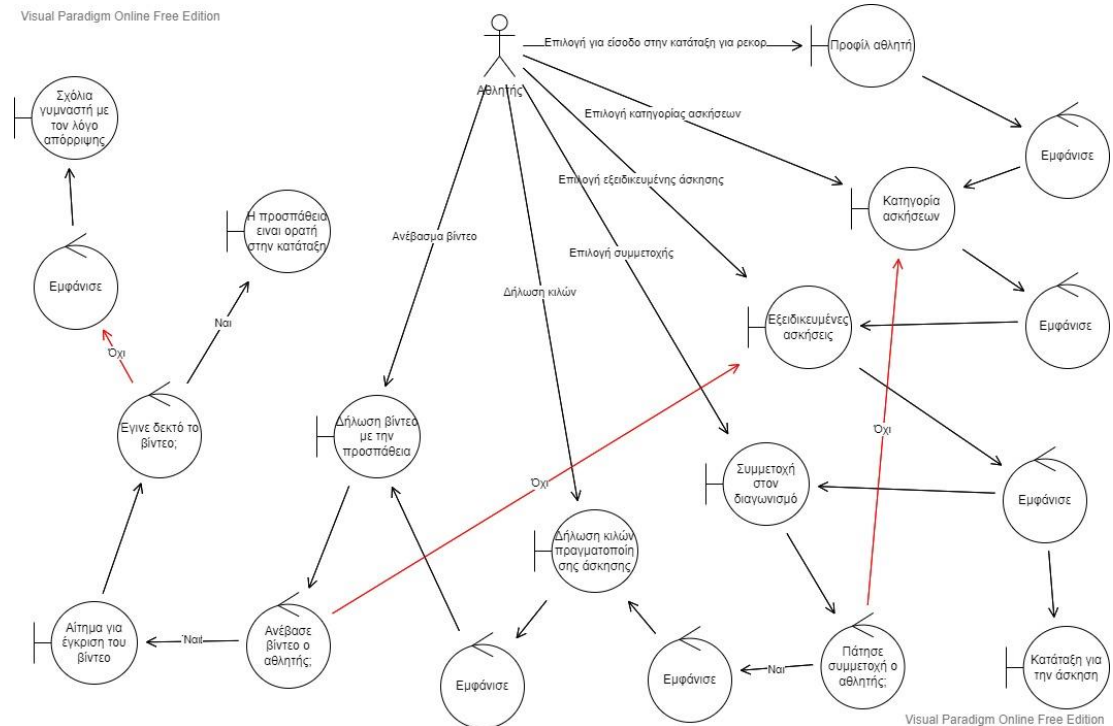 Visual Paradigm Online Free Edition
Επιλογή για είσοδο στην κατάταξη για ρεκορ
Προφίλ αθλητή
Αθλητής
Σχόλια
γυμναστή με
τον λόγο
απόρριψης
Επιλογή κατηγορίας ασκήσεων
Εμφάνισε
Επιλογή εξειδικευμένης άσκησης
Κατηγορία
ασκήσεων
Η προσπάθεια
ειναι ορατή
στην κατάταξη
Ανέβασμα βίντεο
Επιλογή συμμετοχής
Εμφάνισε
Δήλωση κιλών
Ναι
Εξειδικευμένες
ασκήσεις
Εμφάνισε
Όχι
Έγινε δεκτό το
βίντεο;
Δήλωση βίντεο
με την
προσπάθεια
Όχι
Όχι
Συμμετοχή
στον
διαγωνισμό
Εμφάνισε
Δήλωση κιλών
πραγματοποίη
σης άσκησης
Αίτημα για
έγκριση του
βίντεο
Ναι
Ανέβασε
βίντεο ο
αθλητής;
Εμφάνισε
Εμφάνισε
Ναι
Πάτησε
συμμετοχή ο
αθλητής;
Κατάταξη για
την άσκηση
Visual Paradigm Online Free Edition